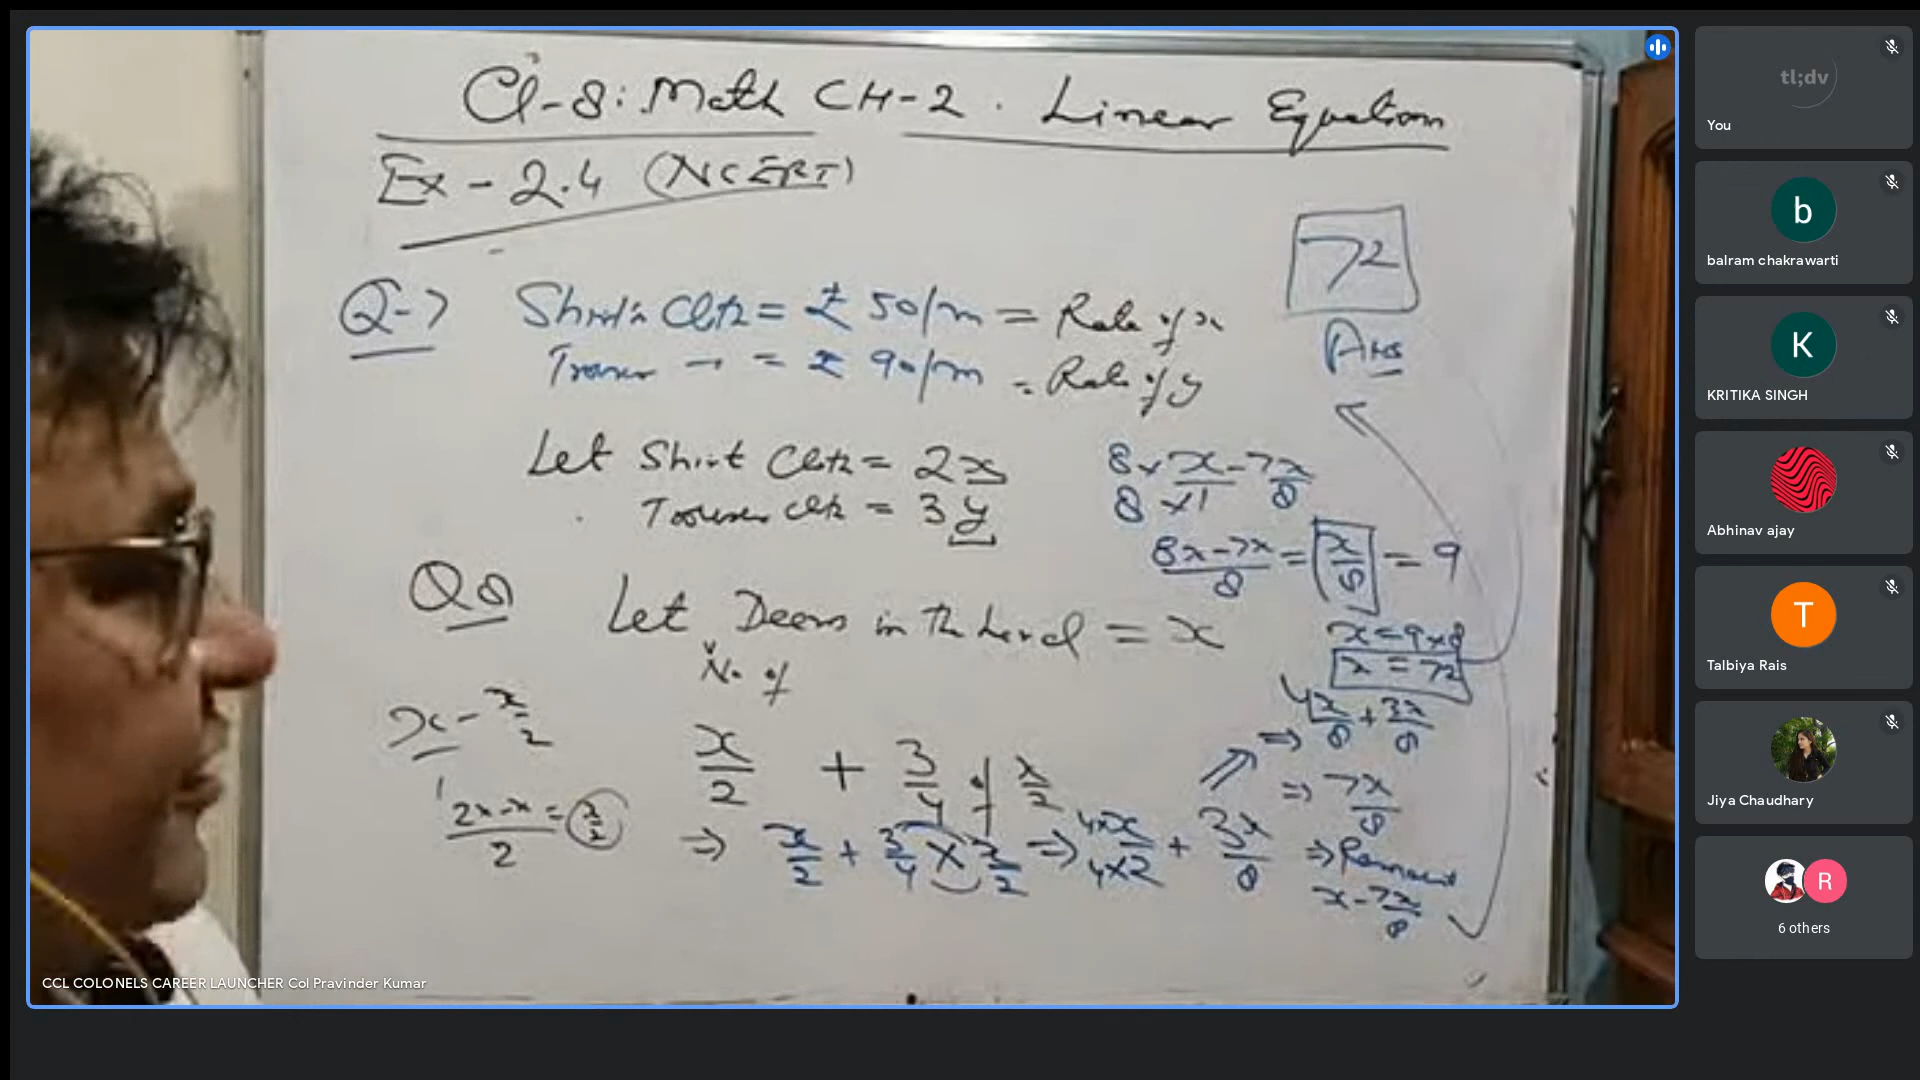 Cl-8: Math CH-2. Linear Equation
Ex-2.4 (NCERT)
72
Ans
Q-7 Shirt's Cloth = ₹ 50/m = Rate of x
Trouser → = ₹ 90/m = Rate of y
Let Shirt Cloth = 2x
Trouser Cloth = 3y
8×x/8×1 - 7x/8
8x-7x/8 = x/8 = 9
x = 9×8
x = 72
Q8 Let No. of Deers in the herd = x
x - x/2
2x-x/2 = x/2
x/2 + 3/4 of x/2
⇒ x/2 + 3/4 × x/2 ⇒ 4×x/4×2 + 3x/8
⇒ 4x/8 + 3x/8
⇒ 7x/8
⇒
x - 7x/8
CCL COLONELS CAREER LAUNCHER Col Pravinder Kumar
tl;dv
You
b
balram chakrawarti
K
KRITIKA SINGH
Abhinav ajay
T
Talbiya Rais
Jiya Chaudhary
R
6 others